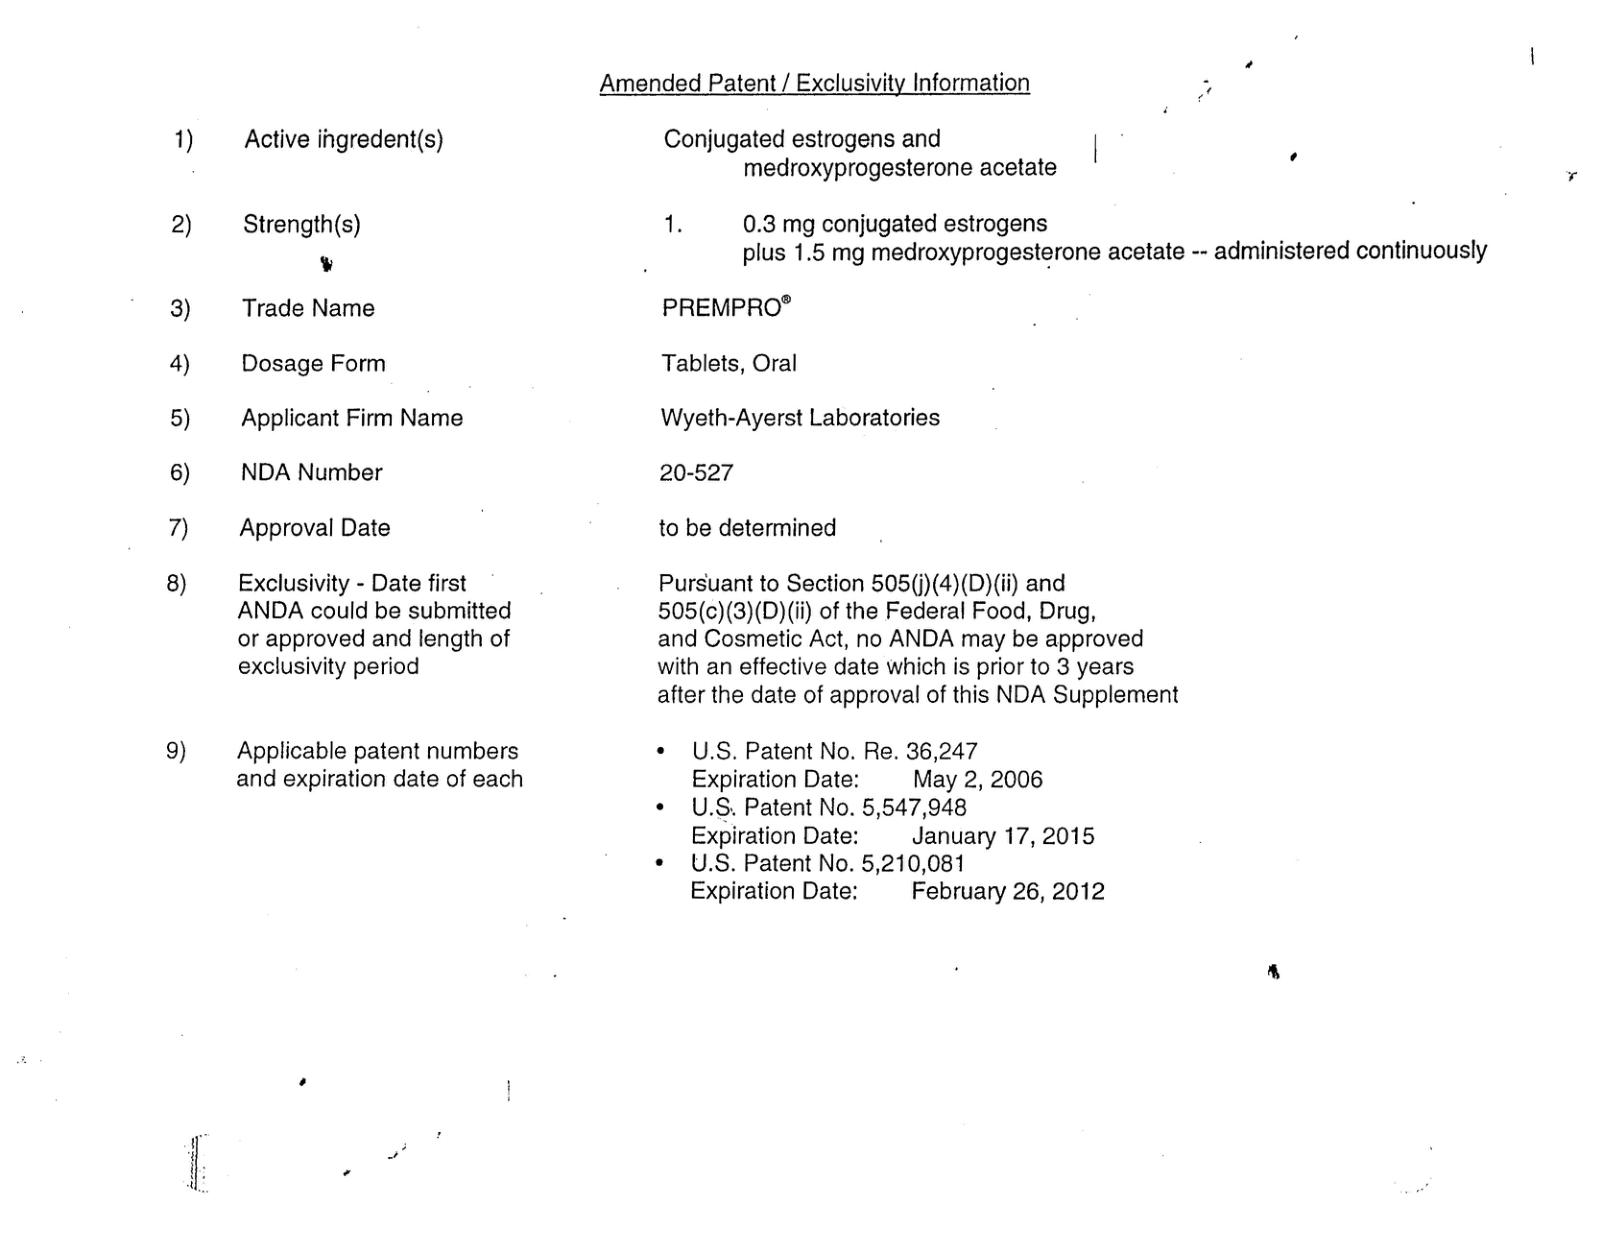 Amended Patent / Exclusivity Information
1) Active ingredent(s) Conjugated estrogens and
medroxyprogesterone acetate
2) Strength(s) 1. 0.3 mg conjugated estrogens
plus 1.5 mg medroxyprogesterone acetate -- administered continuously
3) Trade Name PREMPRO®
4) Dosage Form Tablets, Oral
5) Applicant Firm Name Wyeth-Ayerst Laboratories
6) NDA Number 20-527
7) Approval Date to be determined
8) Exclusivity - Date first Pursuant to Section 505(j)(4)(D)(ii) and
ANDA could be submitted 505(c)(3)(D)(ii) of the Federal Food, Drug,
or approved and length of and Cosmetic Act, no ANDA may be approved
exclusivity period with an effective date which is prior to 3 years
after the date of approval of this NDA Supplement
9) Applicable patent numbers • U.S. Patent No. Re. 36,247
and expiration date of each Expiration Date: May 2, 2006
• U.S. Patent No. 5,547,948
Expiration Date: January 17, 2015
• U.S. Patent No. 5,210,081
Expiration Date: February 26, 2012